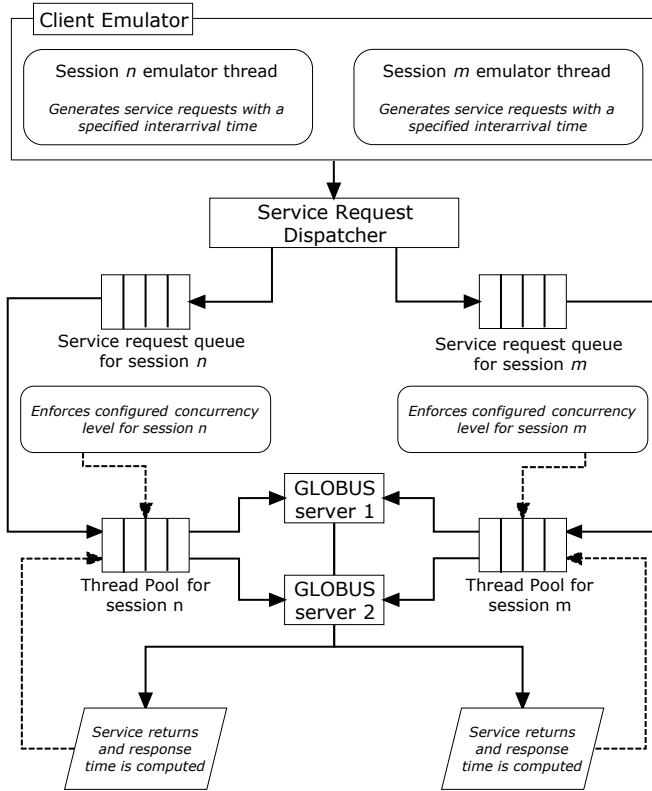 Client Emulator
Session n emulator thread
Generates service requests with a
specified interarrival time
Session m emulator thread
Generates service requests with a
specified interarrival time
Service Request
Dispatcher
Service request queue
for session n
Service request queue
for session m
Enforces configured concurrency
level for session n
Enforces configured concurrency
level for session m
GLOBUS
server 1
Thread Pool for
session n
GLOBUS
server 2
Thread Pool for
session m
Service returns
and response
time is computed
Service returns
and response
time is computed